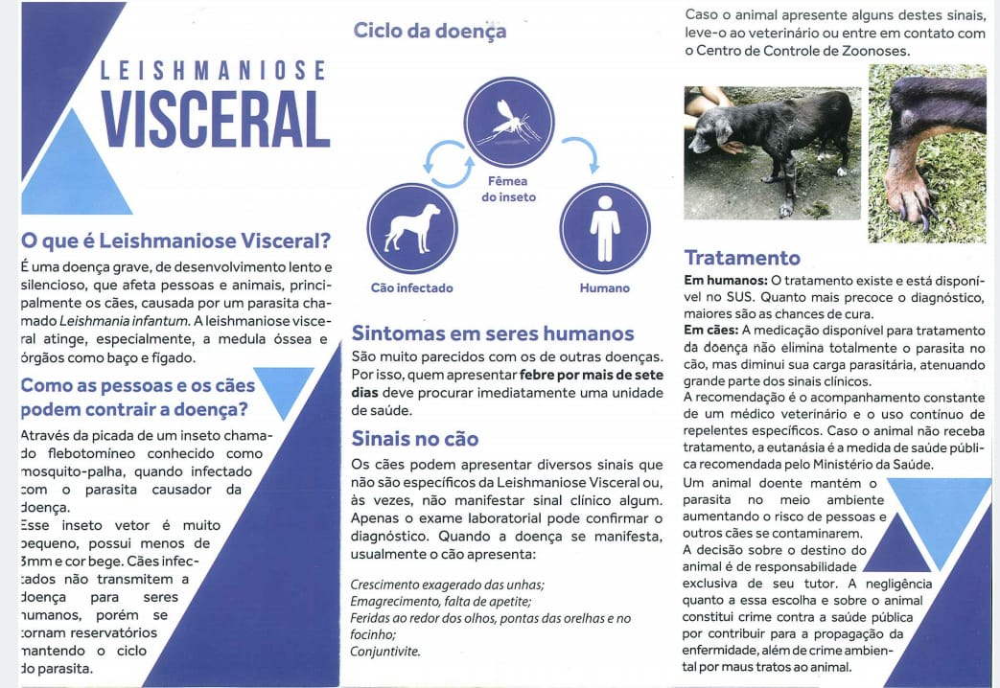 LEISHMANIOSE
VISCERAL
O que é Leishmaniose Visceral?
É uma doença grave, de desenvolvimento lento e
silencioso, que afeta pessoas e animais, princi-
palmente os cães, causada por um parasita cha-
mado Leishmania infantum. A leishmaniose visce-
ral atinge, especialmente, a medula óssea e
órgãos como baço e fígado.
Como as pessoas e os cães
podem contrair a doença?
Através da picada de um inseto chama-
do flebotomíneo conhecido como
mosquito-palha, quando infectado
com o parasita causador da
doença.
Esse inseto vetor é muito
pequeno, possui menos de
3mm e cor bege. Cães infec-
tados não transmitem a
doença para seres
humanos, porém se
tornam reservatórios
mantendo o ciclo
do parasita.
Ciclo da doença
Fêmea
do inseto
Cão infectado
Humano
Sintomas em seres humanos
São muito parecidos com os de outras doenças.
Por isso, quem apresentar febre por mais de sete
dias deve procurar imediatamente uma unidade
de saúde.
Sinais no cão
Os cães podem apresentar diversos sinais que
não são específicos da Leishmaniose Visceral ou,
às vezes, não manifestar sinal clínico algum.
Apenas o exame laboratorial pode confirmar o
diagnóstico. Quando a doença se manifesta,
usualmente o cão apresenta:
Crescimento exagerado das unhas;
Emagrecimento, falta de apetite;
Feridas ao redor dos olhos, pontas das orelhas e no
focinho;
Conjuntivite.
Caso o animal apresente alguns destes sinais,
leve-o ao veterinário ou entre em contato com
o Centro de Controle de Zoonoses.
Tratamento
Em humanos: O tratamento existe e está disponí-
vel no SUS. Quanto mais precoce o diagnóstico,
maiores são as chances de cura.
Em cães: A medicação disponível para tratamento
da doença não elimina totalmente o parasita no
cão, mas diminui sua carga parasitária, atenuando
grande parte dos sinais clínicos.
A recomendação é o acompanhamento constante
de um médico veterinário e o uso contínuo de
repelentes específicos. Caso o animal não receba
tratamento, a eutanásia é a medida de saúde públi-
ca recomendada pelo Ministério da Saúde.
Um animal doente mantém o
parasita no meio ambiente
aumentando o risco de pessoas e
outros cães se contaminarem.
A decisão sobre o destino do
animal é de responsabilidade
exclusiva de seu tutor. A negligência
quanto a essa escolha e sobre o animal
constitui crime contra a saúde pública
por contribuir para a propagação da
enfermidade, além de crime ambien-
tal por maus tratos ao animal.